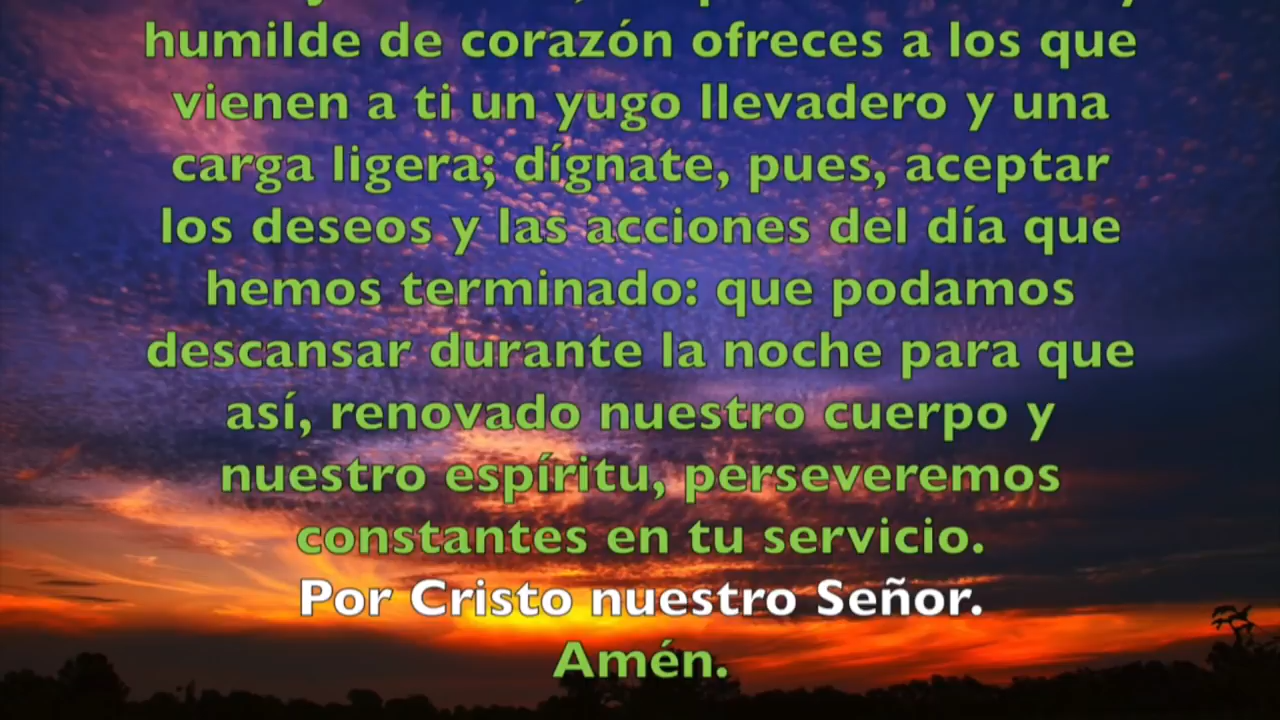 humilde de corazón ofreces a los que
vienen a ti un yugo llevadero y una
carga ligera; dígnate, pues, aceptar
los deseos y las acciones del día que
hemos terminado: que podamos
descansar durante la noche para que
así, renovado nuestro cuerpo y
nuestro espíritu, perseveremos
constantes en tu servicio.
Por Cristo nuestro Señor.
Amén.